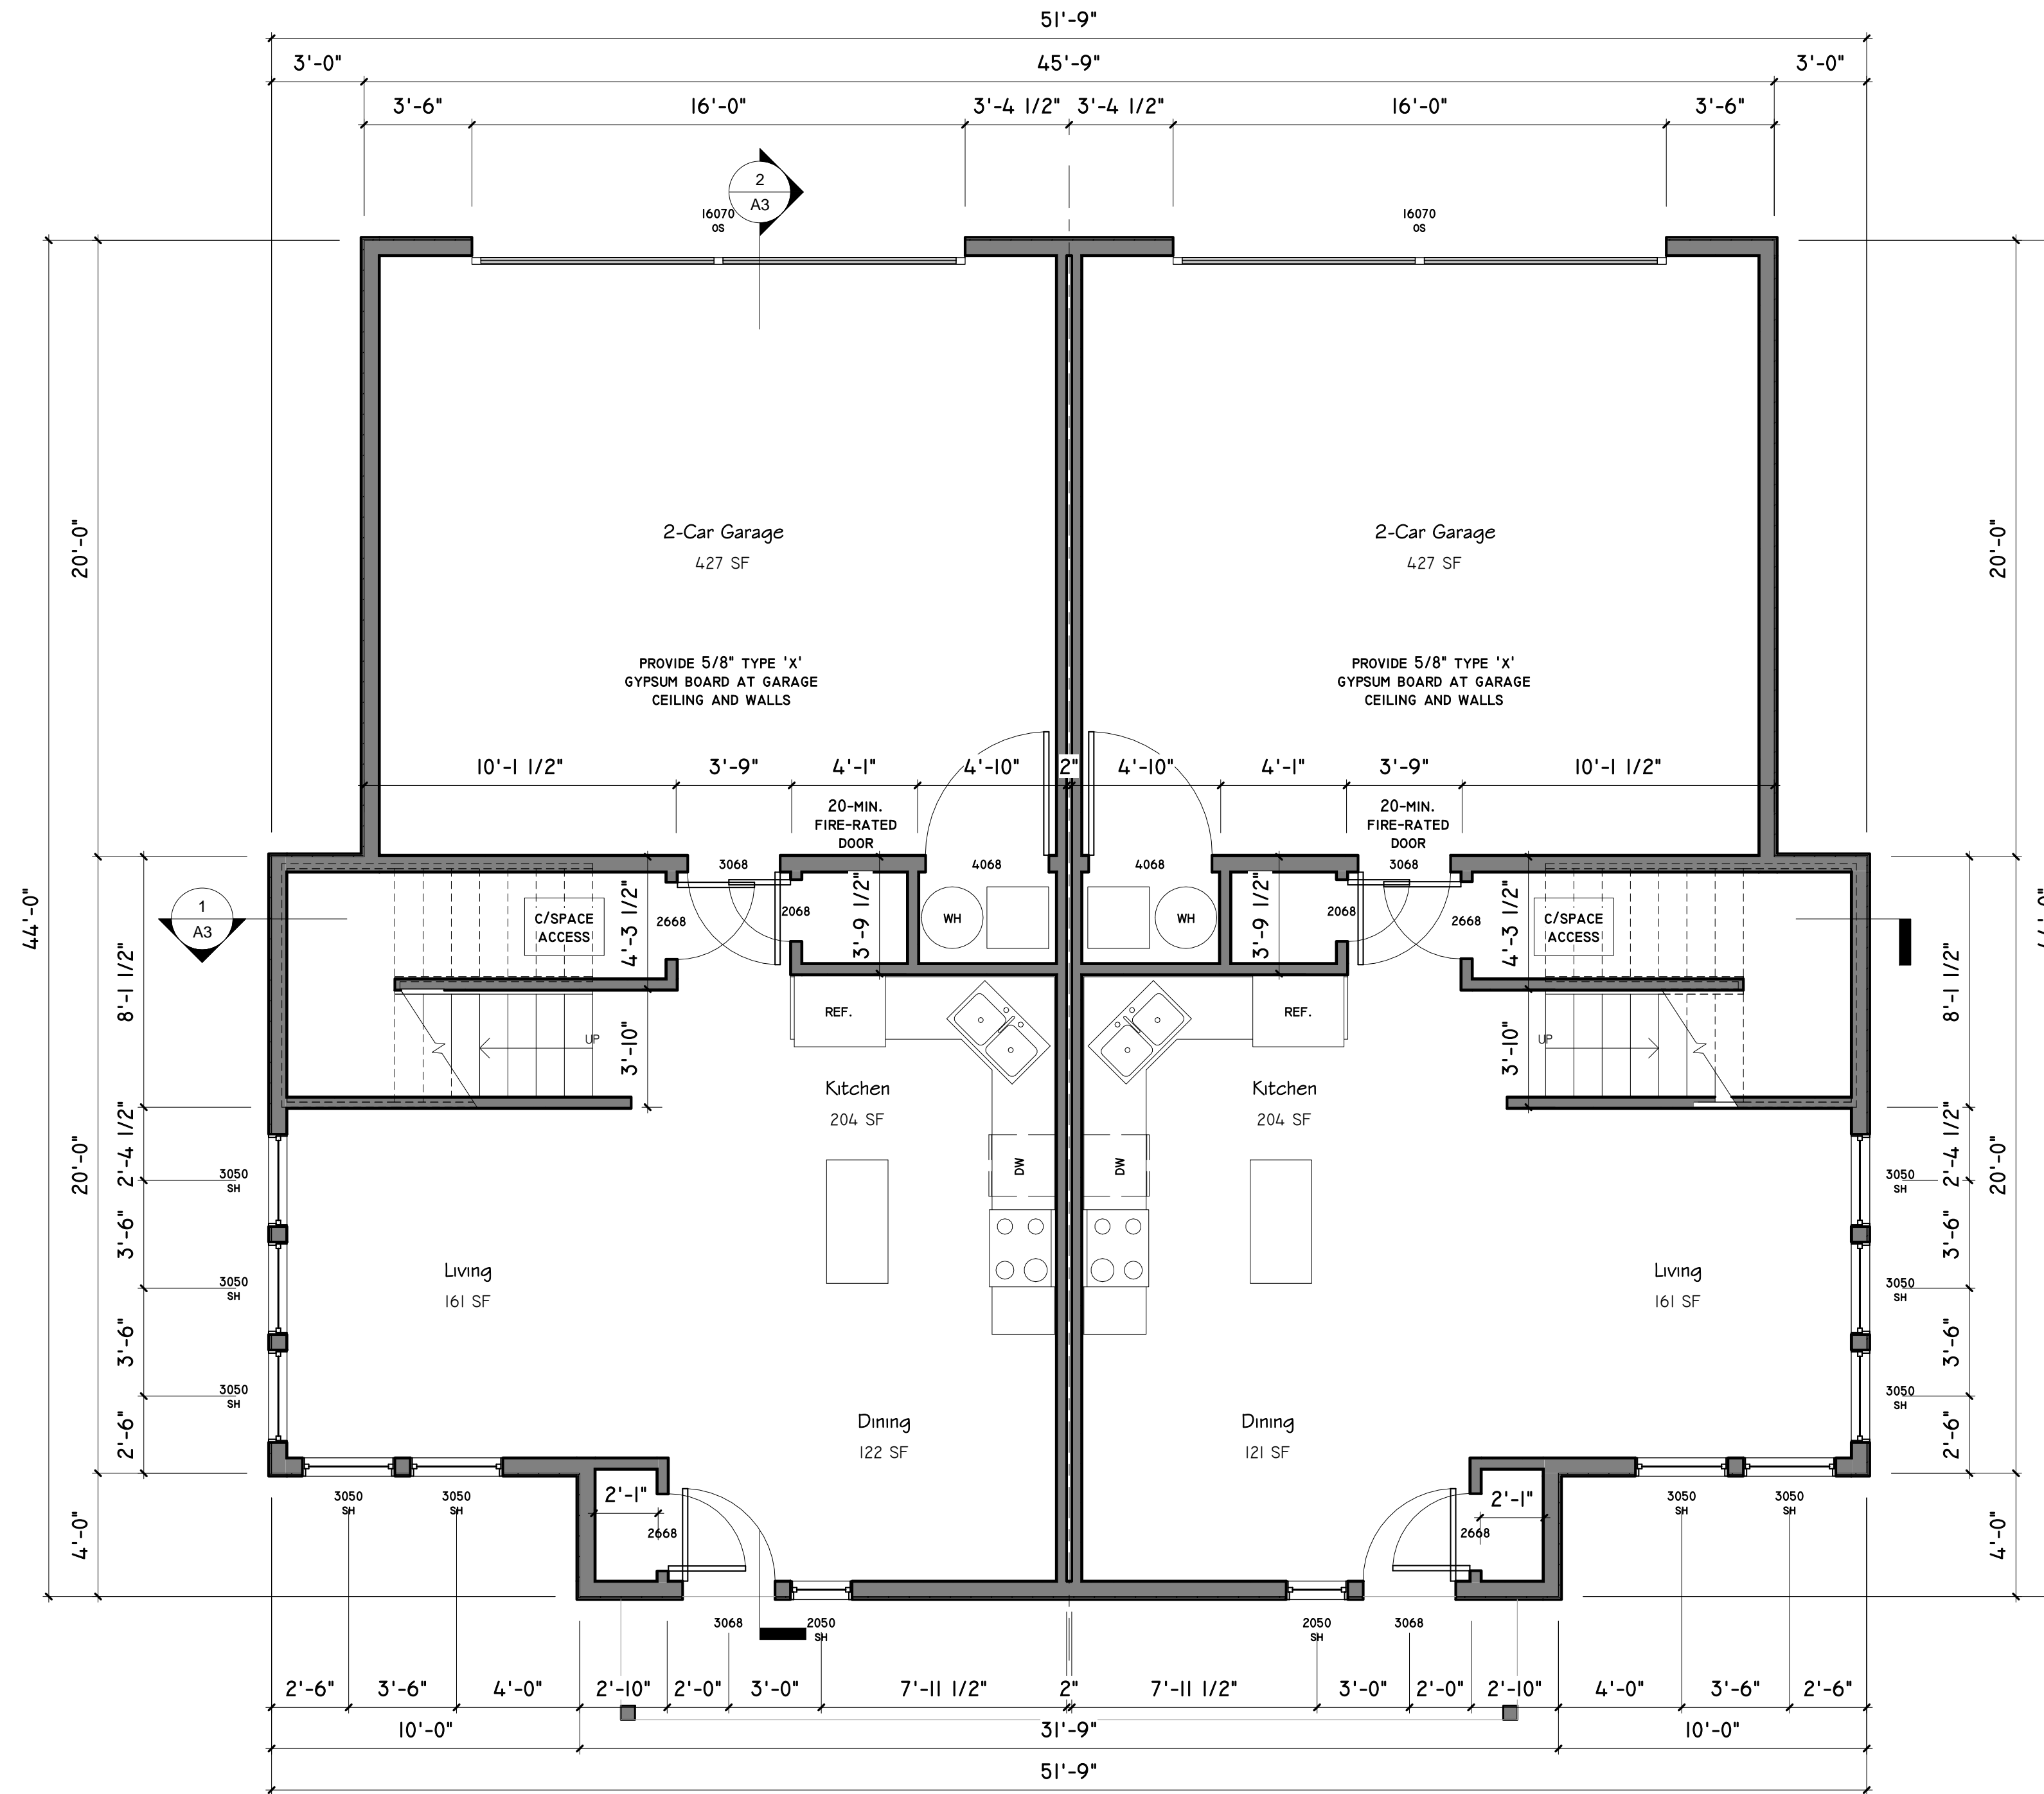 51'-9"
3'-0" 45'-9" 3'-0"
3'-6" 16'-0" 3'-4 1/2" 3'-4 1/2" 16'-0" 3'-6"
2
A3
16070
OS
16070
OS
2-Car Garage
427 SF
2-Car Garage
427 SF
20'-0"
20'-0"
44'-0"
PROVIDE 5/8" TYPE 'X'
GYPSUM BOARD AT GARAGE
CEILING AND WALLS
PROVIDE 5/8" TYPE 'X'
GYPSUM BOARD AT GARAGE
CEILING AND WALLS
10'-1 1/2" 3'-9" 4'-1" 4'-10" 2" 4'-10" 4'-1" 3'-9" 10'-1 1/2"
20-MIN.
FIRE-RATED
DOOR
20-MIN.
FIRE-RATED
DOOR
3068 4068 4068 3068
1
A3
C/SPACE
ACCESS
4'-3 1/2"
2668
2068
3'-9 1/2"
WH
WH
3'-9 1/2"
2068
2668
4'-3 1/2"
C/SPACE
ACCESS
8'-1 1/2"
8'-1 1/2"
UP
3'-10"
REF.
REF.
3'-10"
UP
Kitchen
204 SF
Kitchen
204 SF
20'-0"
2'-4 1/2"
3050
SH
DW
DW
3050
SH
2'-4 1/2"
20'-0"
3'-6"
3'-6"
Living
161 SF
Living
161 SF
3050
SH
3050
SH
3'-6"
3'-6"
3050
SH
3050
SH
2'-6"
2'-6"
Dining
122 SF
Dining
121 SF
3050
SH
3050
SH
2'-1"
2668
2'-1"
2668
3050
SH
3050
SH
4'-0"
4'-0"
3068
2050
SH
2050
SH
3068
2'-6" 3'-6" 4'-0" 2'-10" 2'-0" 3'-0" 7'-11 1/2" 2" 7'-11 1/2" 3'-0" 2'-0" 2'-10" 4'-0" 3'-6" 2'-6"
10'-0" 31'-9" 10'-0"
51'-9"